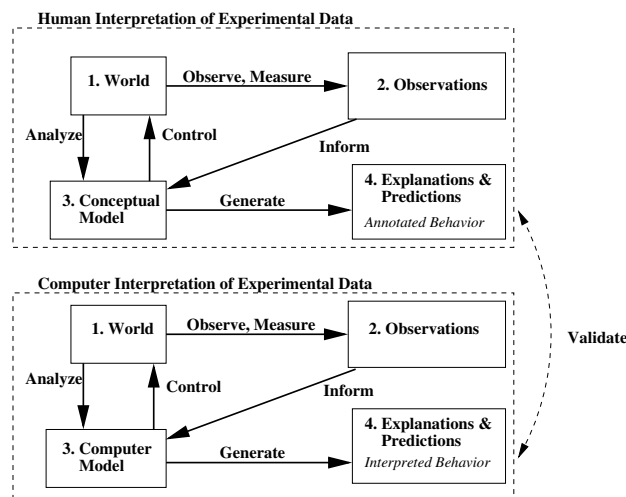 Human Interpretation of Experimental Data
1. World
Observe, Measure
2. Observations
Analyze
Control
Inform
3. Conceptual
Model
Generate
4. Explanations &
Predictions
Annotated Behavior
Computer Interpretation of Experimental Data
1. World
Observe, Measure
2. Observations
Validate
Analyze
Control
Inform
3. Computer
Model
Generate
4. Explanations &
Predictions
Interpreted Behavior